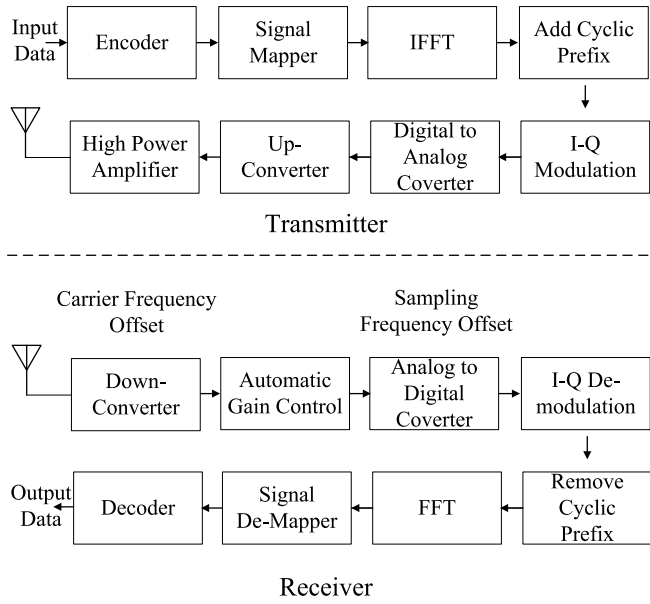 Input
Data
Encoder
Signal
Mapper
IFFT
Add Cyclic
Prefix
High Power
Amplifier
Up-
Converter
Digital to
Analog
Coverter
I-Q
Modulation
Transmitter
Carrier Frequency
Offset
Sampling
Frequency Offset
Down-
Converter
Automatic
Gain Control
Analog to
Digital
Coverter
I-Q De-
modulation
Output
Data
Decoder
Signal
De-Mapper
FFT
Remove
Cyclic
Prefix
Receiver